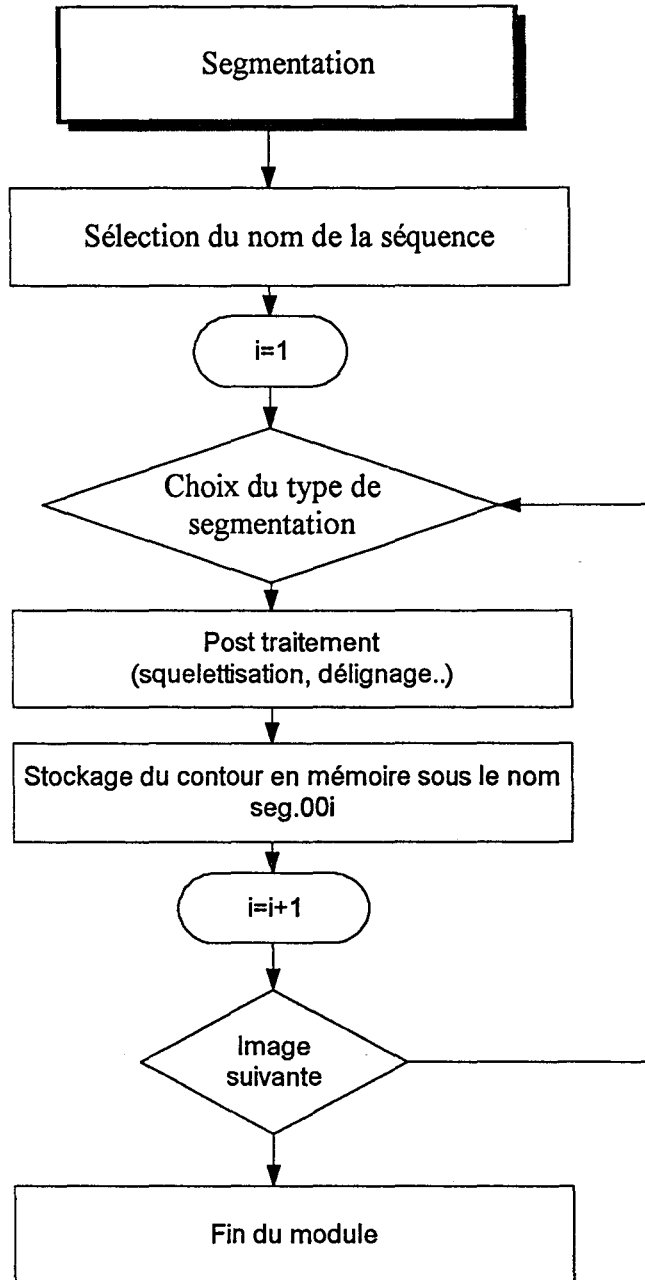 Segmentation
Sélection du nom de la séquence
i=1
Choix du type de
segmentation
Post traitement
(squelettisation, délignage..)
Stockage du contour en mémoire sous le nom
seg.00i
i=i+1
Image
suivante
Fin du module